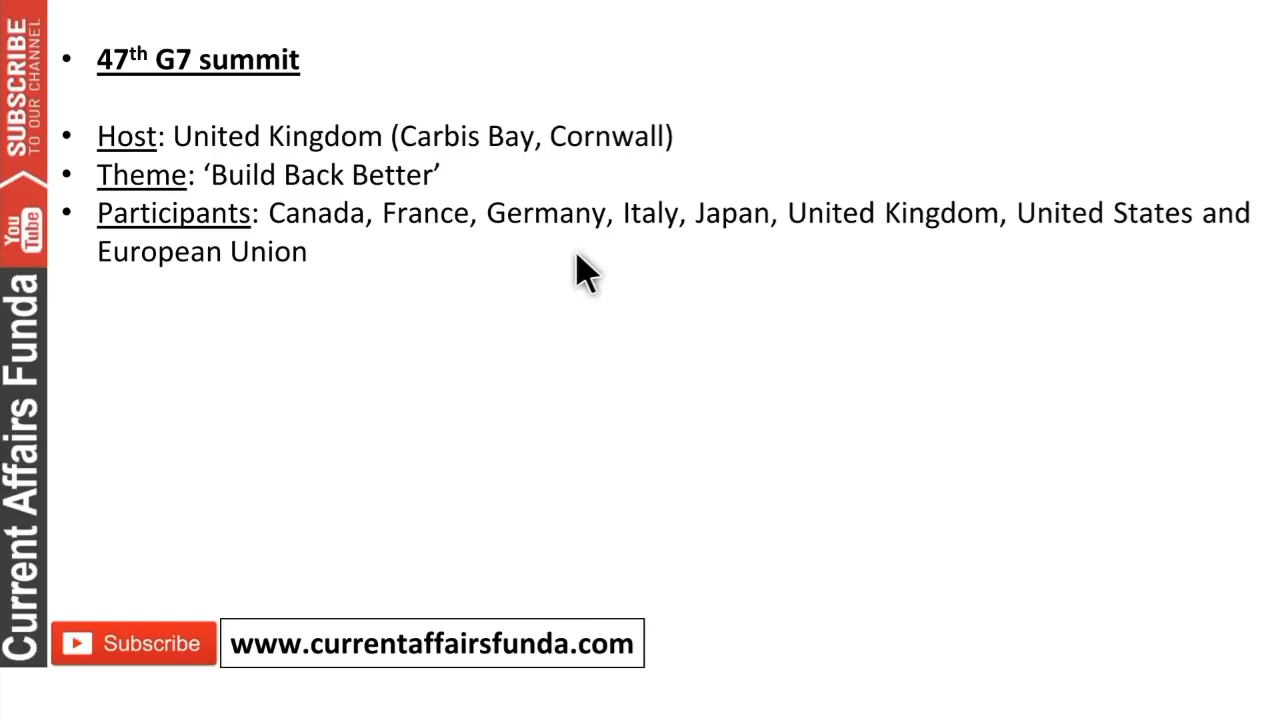 • 47th G7 summit
• Host: United Kingdom (Carbis Bay, Cornwall)
• Theme: ‘Build Back Better’
• Participants: Canada, France, Germany, Italy, Japan, United Kingdom, United States and
European Union
SUBSCRIBE
TO OUR CHANNEL
You
Tube
Current Affairs Funda
Subscribe
www.currentaffairsfunda.com